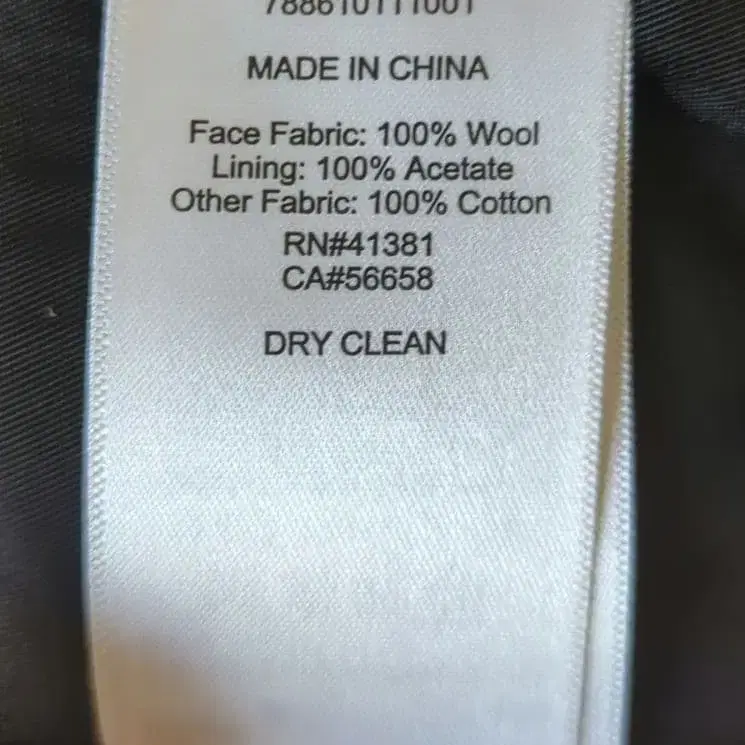 788610111001
MADE IN CHINA
Face Fabric: 100% Wool
Lining: 100% Acetate
Other Fabric: 100% Cotton
RN#41381
CA#56658
DRY CLEAN